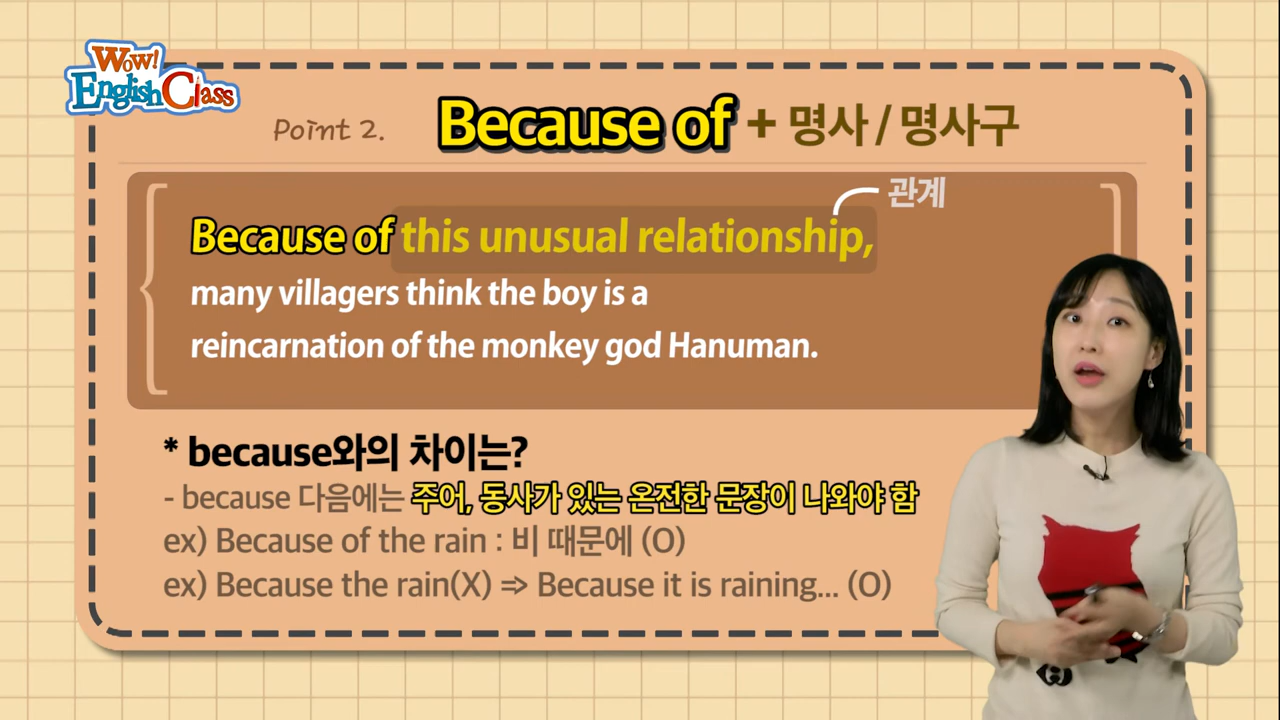 Wow!
English Class
Point 2. Because of + 명사 / 명사구
관계
Because of this unusual relationship,
many villagers think the boy is a
reincarnation of the monkey god Hanuman.
* because와의 차이는?
- because 다음에는 주어, 동사가 있는 온전한 문장이 나와야 함
ex) Because of the rain : 비 때문에 (O)
ex) Because the rain(X) ⇒ Because it is raining... (O)